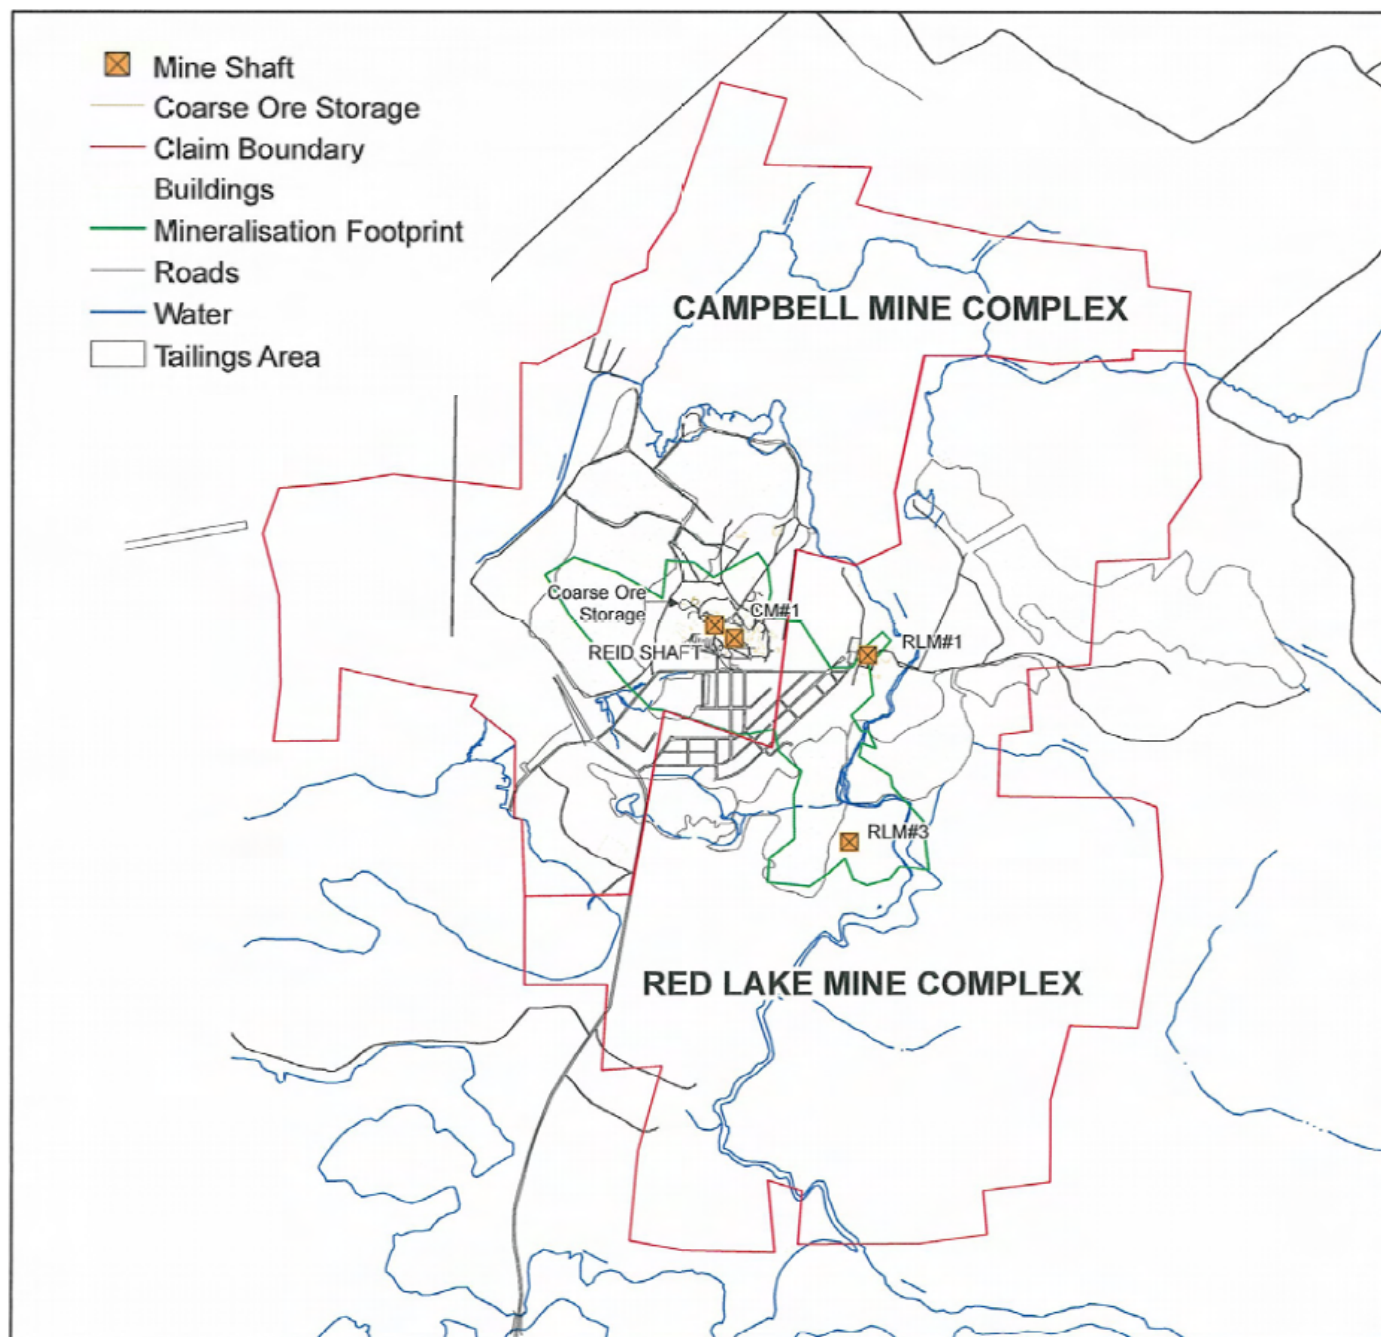 Mine Shaft
Coarse Ore Storage
Claim Boundary
Buildings
Mineralisation Footprint
Roads
Water
Tailings Area
CAMPBELL MINE COMPLEX
Coarse Ore
Storage
CM#1
REID SHAFT
RLM#1
RLM#3
RED LAKE MINE COMPLEX